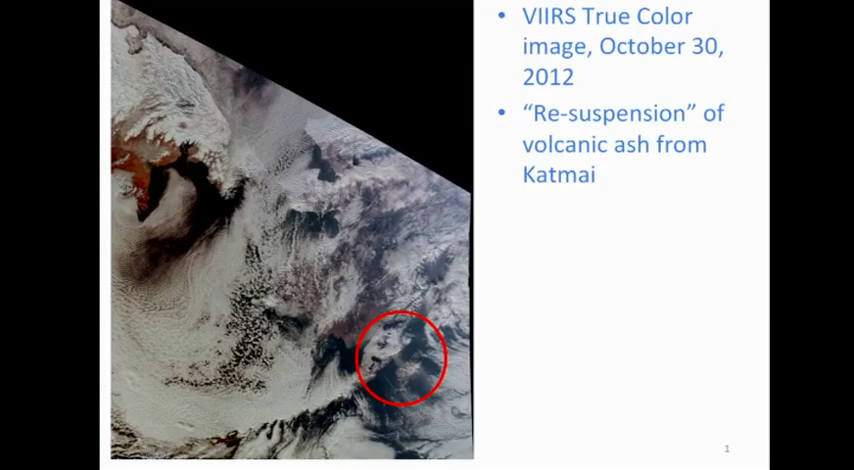 • VIIRS True Color
image, October 30,
2012
• “Re-suspension” of
volcanic ash from
Katmai
1